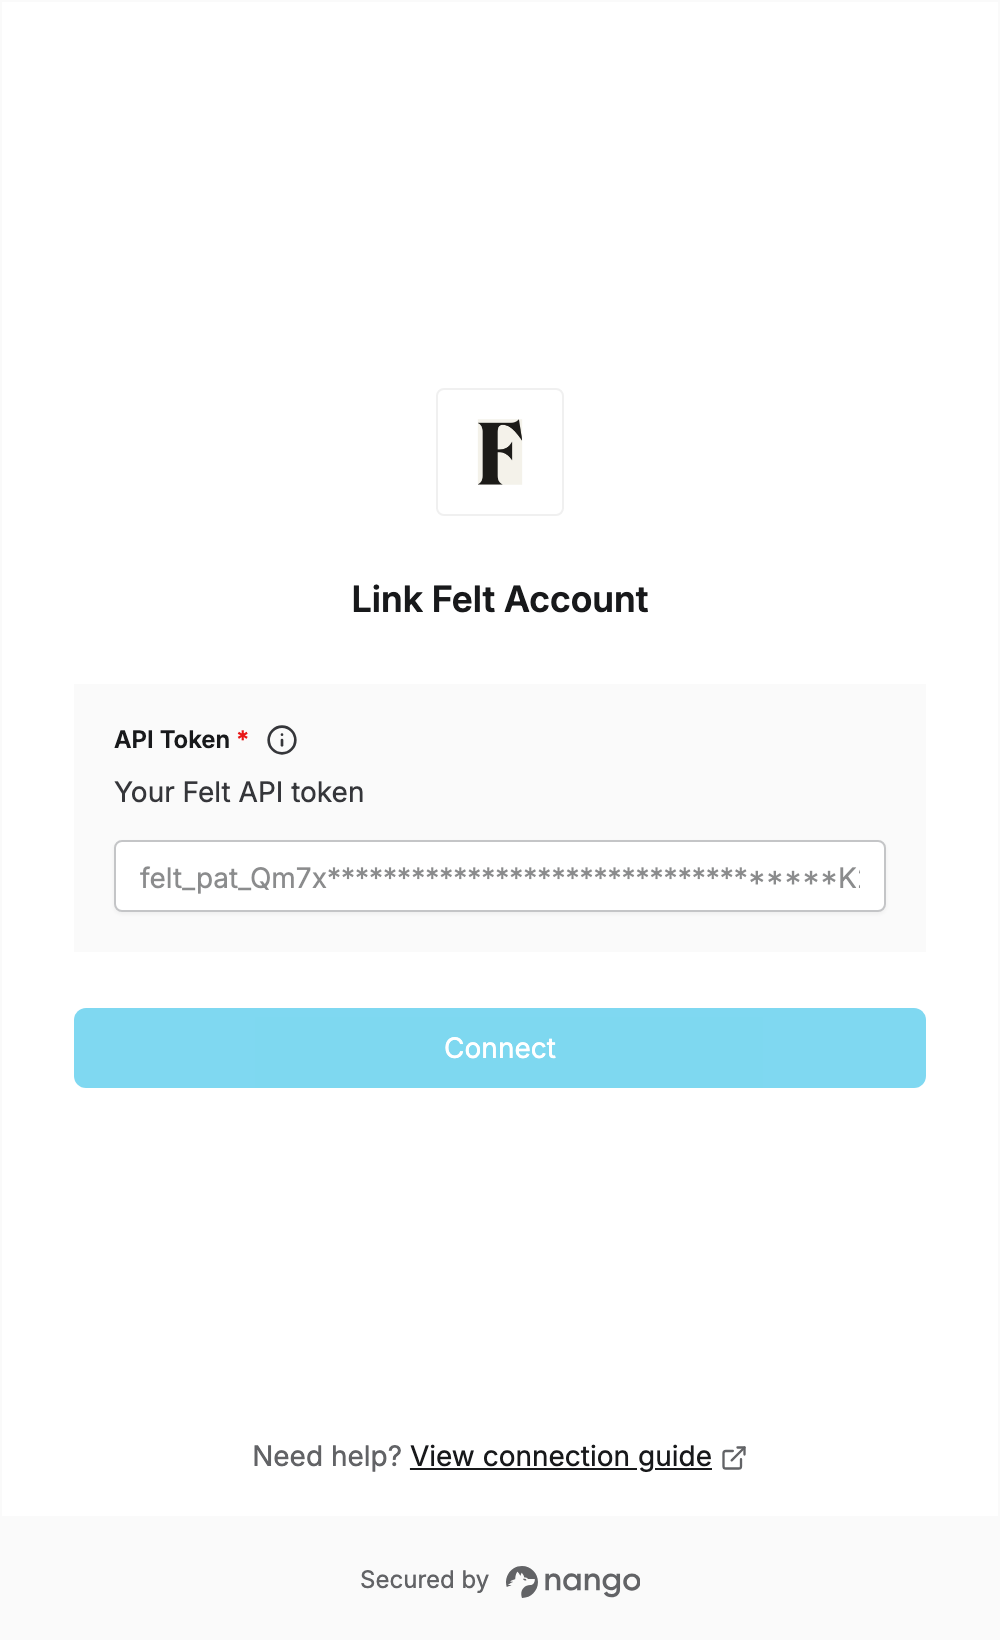 F
Link Felt Account
API Token *
Your Felt API token
felt_pat_Qm7x***********************************K
Connect
Need help? View connection guide
Secured by nango